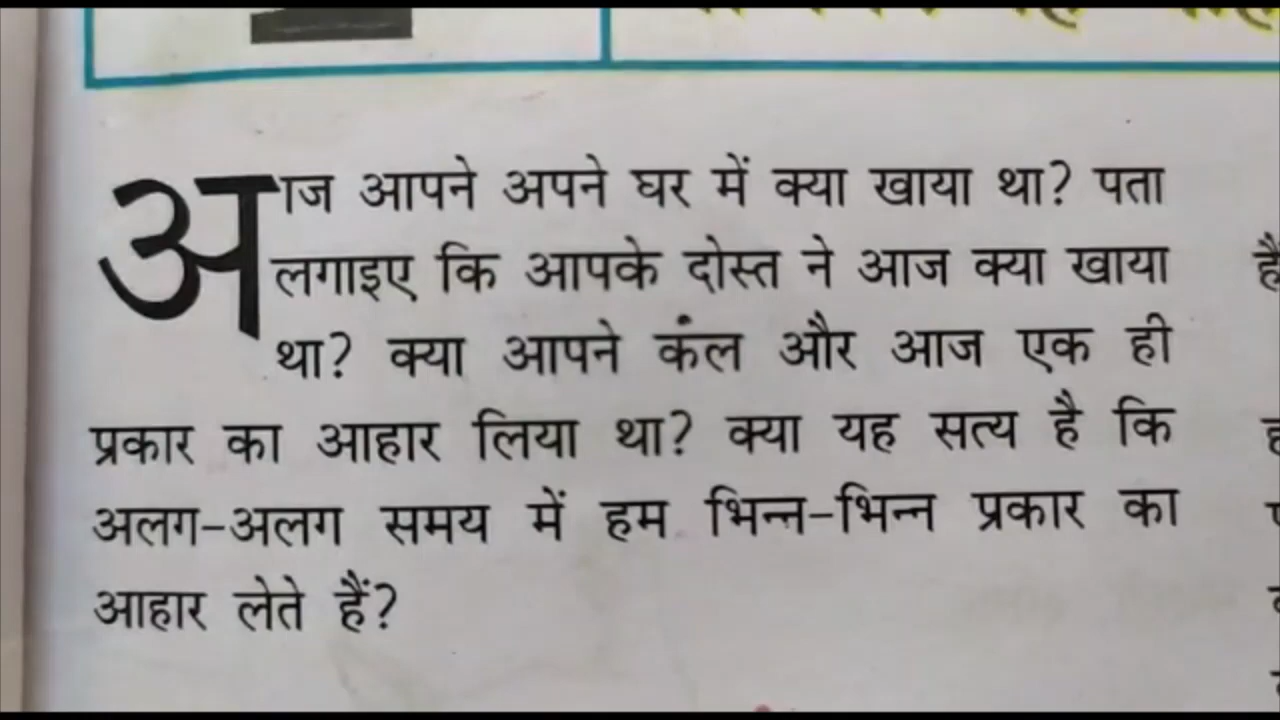 आज आपने अपने घर में क्या खाया था? पता
लगाइए कि आपके दोस्त ने आज क्या खाया
था? क्या आपने कल और आज एक ही
प्रकार का आहार लिया था? क्या यह सत्य है कि
अलग-अलग समय में हम भिन्न-भिन्न प्रकार का
आहार लेते हैं?